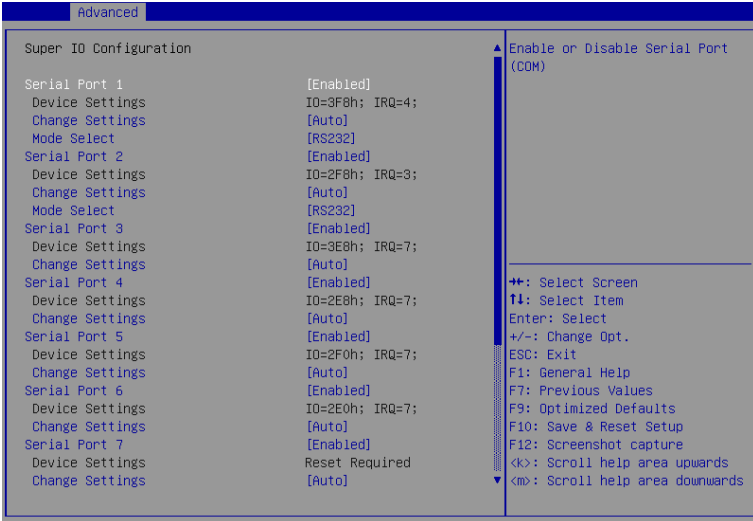 Advanced
Super IO Configuration
Serial Port 1 [Enabled]
Device Settings IO=3F8h; IRQ=4;
Change Settings [Auto]
Mode Select [RS232]
Serial Port 2 [Enabled]
Device Settings IO=2F8h; IRQ=3;
Change Settings [Auto]
Mode Select [RS232]
Serial Port 3 [Enabled]
Device Settings IO=3E8h; IRQ=7;
Change Settings [Auto]
Serial Port 4 [Enabled]
Device Settings IO=2E8h; IRQ=7;
Change Settings [Auto]
Serial Port 5 [Enabled]
Device Settings IO=2F0h; IRQ=7;
Change Settings [Auto]
Serial Port 6 [Enabled]
Device Settings IO=2E0h; IRQ=7;
Change Settings [Auto]
Serial Port 7 [Enabled]
Device Settings Reset Required
Change Settings [Auto]
Enable or Disable Serial Port
(COM)
→←: Select Screen
↑↓: Select Item
Enter: Select
+/-: Change Opt.
ESC: Exit
F1: General Help
F7: Previous Values
F9: Optimized Defaults
F10: Save & Reset Setup
F12: Screenshot capture
<k>: Scroll help area upwards
<m>: Scroll help area downwards